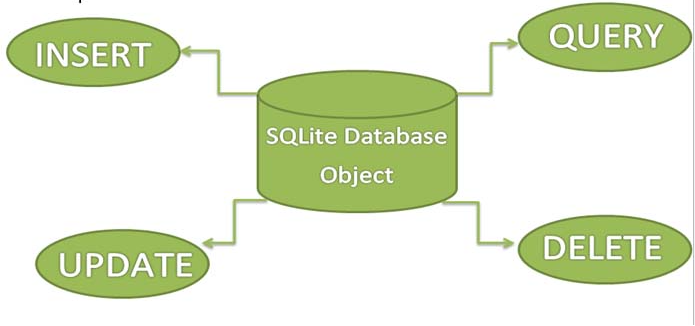 INSERT
QUERY
SQLite Database
Object
UPDATE
DELETE